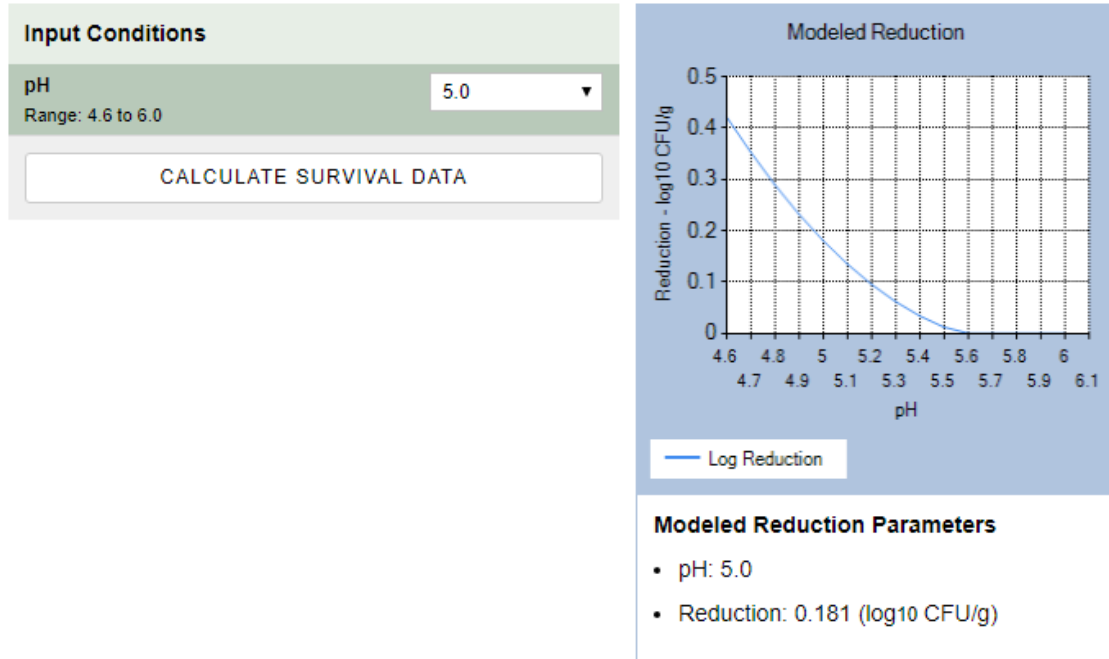 Input Conditions
pH
Range: 4.6 to 6.0
5.0
CALCULATE SURVIVAL DATA
Modeled Reduction
Reduction - log10 CFU/g
0.5
0.4
0.3
0.2
0.1
0
4.6 4.8 5 5.2 5.4 5.6 5.8 6
4.7 4.9 5.1 5.3 5.5 5.7 5.9 6.1
pH
Log Reduction
Modeled Reduction Parameters
• pH: 5.0
• Reduction: 0.181 (log10 CFU/g)